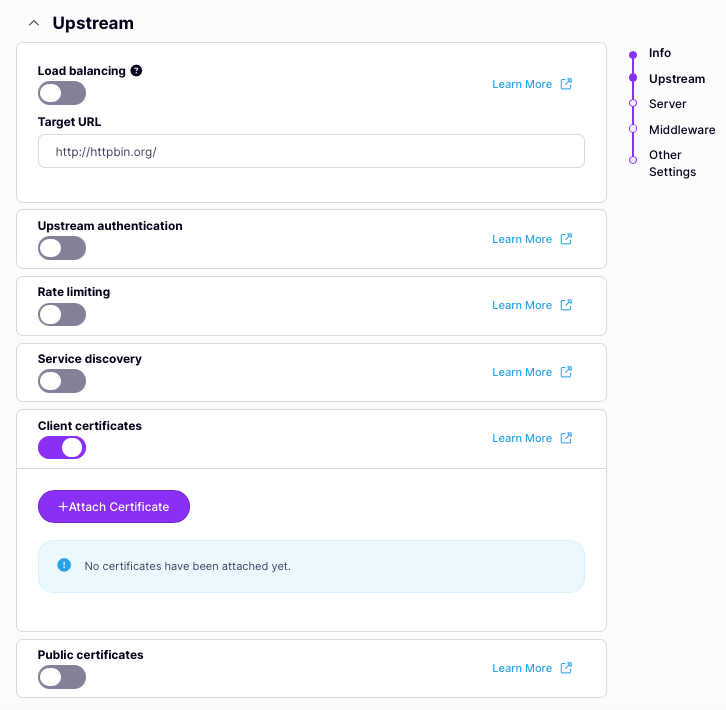 Upstream
Load balancing ?
Learn More
Target URL
http://httpbin.org/
Upstream authentication
Learn More
Rate limiting
Learn More
Service discovery
Learn More
Client certificates
Learn More
+Attach Certificate
! No certificates have been attached yet.
Public certificates
Learn More
Info
Upstream
Server
Middleware
Other
Settings